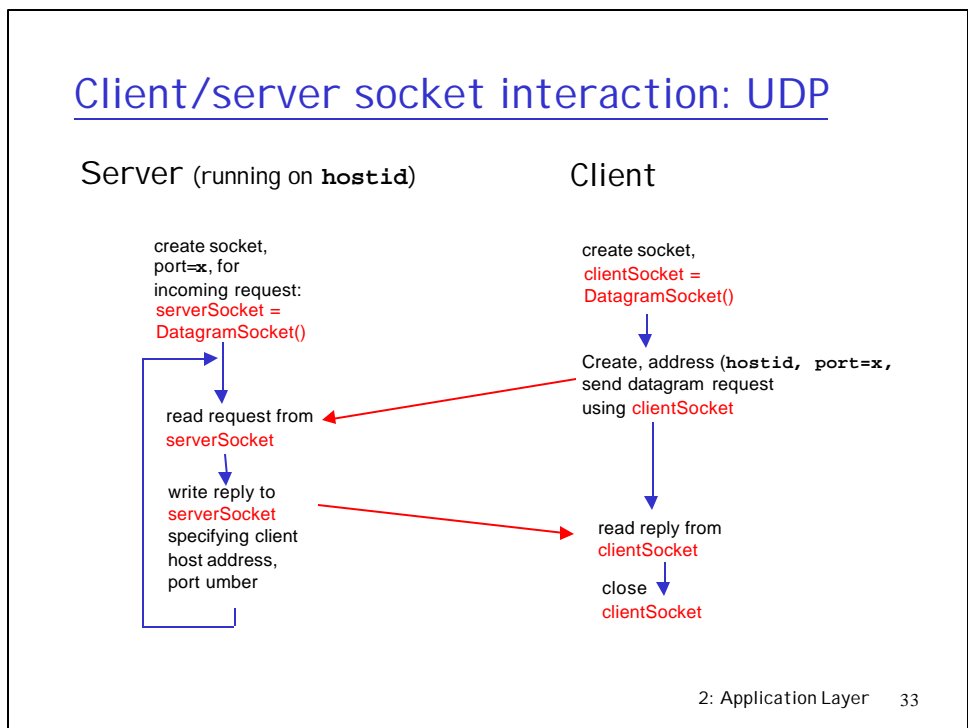 Client/server socket interaction: UDP
Server (running on hostid)
create socket,
port=x, for
incoming request:
serverSocket =
DatagramSocket()
read request from
serverSocket
write reply to
serverSocket
specifying client
host address,
port umber
Client
create socket,
clientSocket =
DatagramSocket()
Create, address (hostid, port=x,
send datagram request
using clientSocket
read reply from
clientSocket
close
clientSocket
2: Application Layer 33